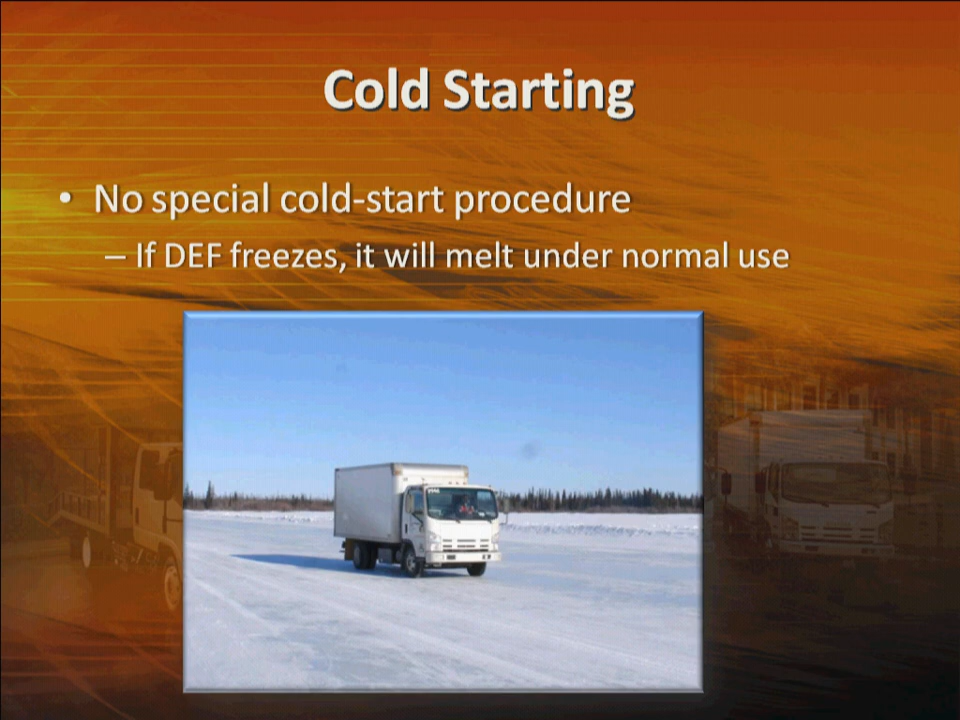 Cold Starting
• No special cold-start procedure
– If DEF freezes, it will melt under normal use